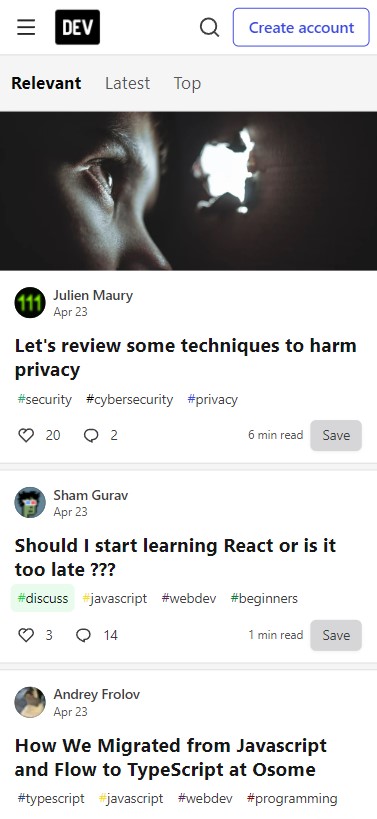 DEV
Create account
Relevant Latest Top
Julien Maury
Apr 23
Let's review some techniques to harm
privacy
#security #cybersecurity #privacy
20 2 6 min read Save
Sham Gurav
Apr 23
Should I start learning React or is it
too late ???
#discuss #javascript #webdev #beginners
3 14 1 min read Save
Andrey Frolov
Apr 23
How We Migrated from Javascript
and Flow to TypeScript at Osome
#typescript #javascript #webdev #programming